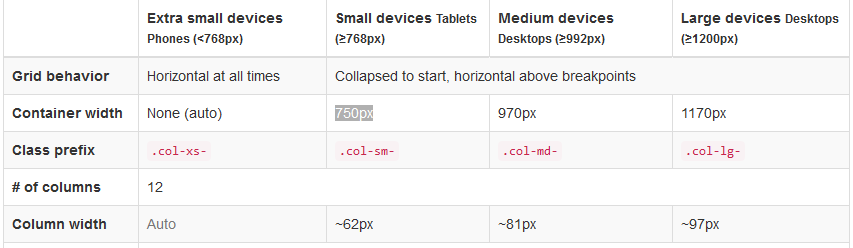 Extra small devices Small devices Tablets Medium devices Large devices Desktops
Phones (<768px) (≥768px) Desktops (≥992px) (≥1200px)
Grid behavior Horizontal at all times Collapsed to start, horizontal above breakpoints
Container width None (auto) 750px 970px 1170px
Class prefix .col-xs- .col-sm- .col-md- .col-lg-
# of columns 12
Column width Auto ~62px ~81px ~97px